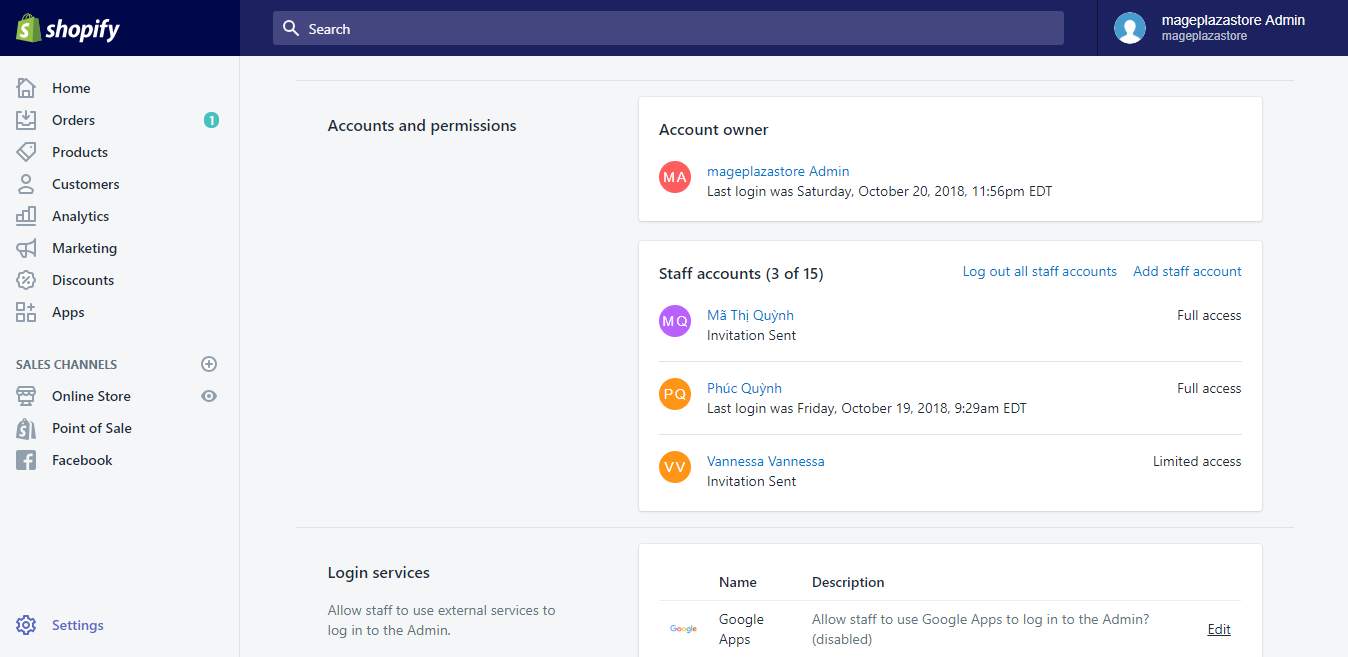 shopify
Search
mageplazastore Admin
mageplazastore
Home
Orders 1
Products
Customers
Analytics
Marketing
Discounts
Apps
SALES CHANNELS
Online Store
Point of Sale
Facebook
Settings
Accounts and permissions
Account owner
MA
mageplazastore Admin
Last login was Saturday, October 20, 2018, 11:56pm EDT
Staff accounts (3 of 15) Log out all staff accounts Add staff account
MQ
Mã Thị Quỳnh Full access
Invitation Sent
PQ
Phúc Quỳnh Full access
Last login was Friday, October 19, 2018, 9:29am EDT
VV
Vannessa Vannessa Limited access
Invitation Sent
Login services
Allow staff to use external services to
log in to the Admin.
Name Description
Google
Google Allow staff to use Google Apps to log in to the Admin?
Apps (disabled)
Edit